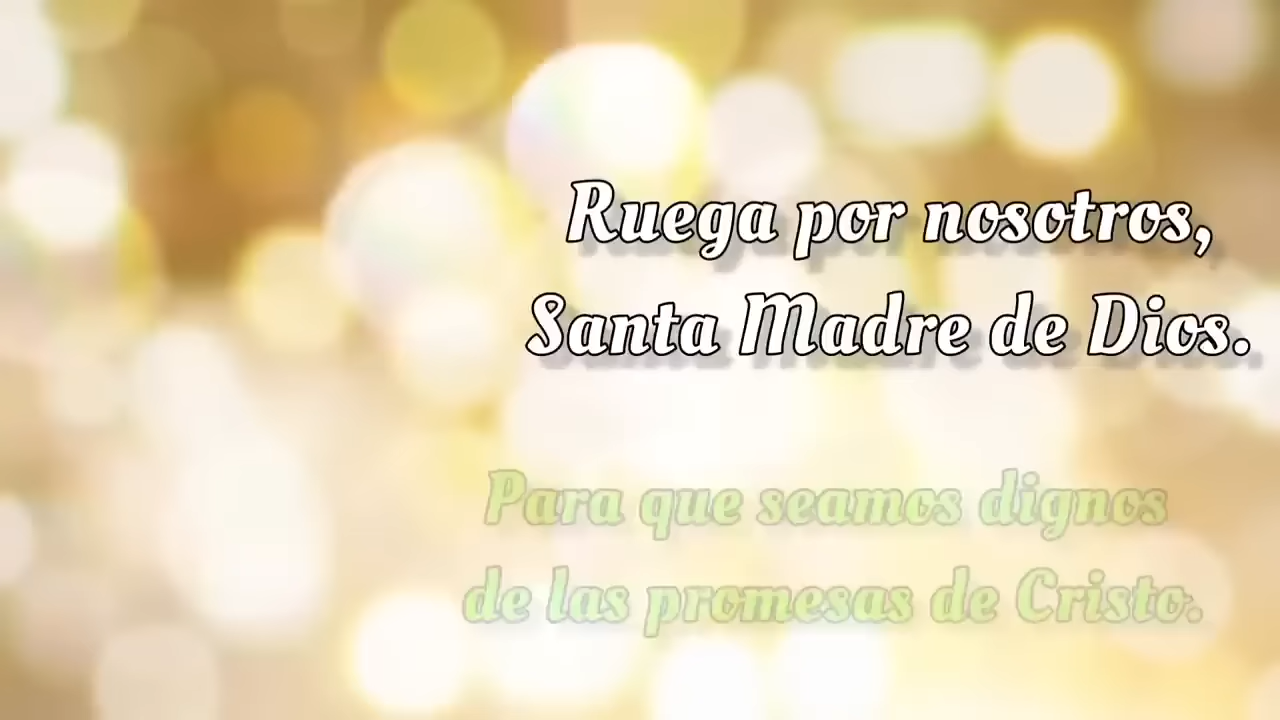 Ruega por nosotros,
Santa Madre de Dios.
Para que seamos dignos
de las promesas de Cristo.